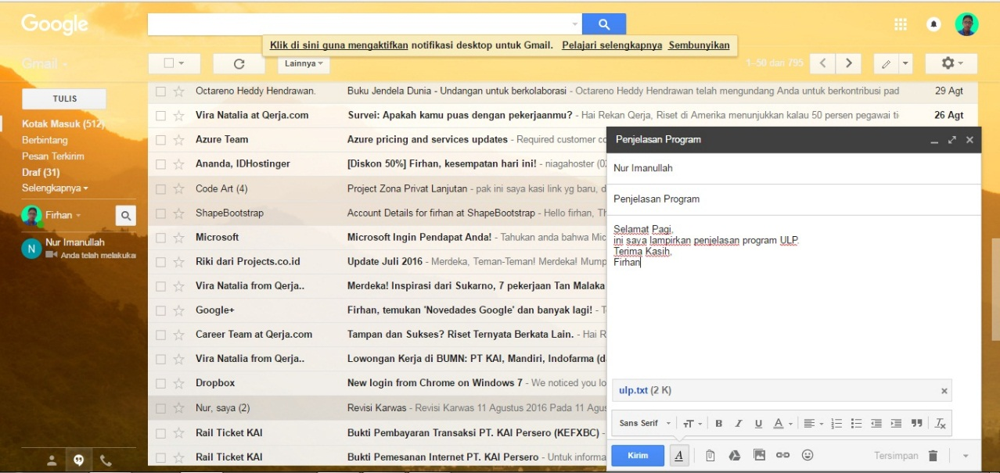 Google
Klik di sini guna mengaktifkan notifikasi desktop untuk Gmail. Pelajari selengkapnya Sembunyikan
Gmail
Lainnya
1–50 dari 795
TULIS
Kotak Masuk (512)
Berbintang
Pesan Terkirim
Draf (31)
Selengkapnya
Firhan
Nur Imanullah
Anda telah melakuka
Octareno Heddy Hendrawan. Buku Jendela Dunia - Undangan untuk berkolaborasi - Octareno Heddy Hendrawan telah mengundang Anda untuk berkontribusi pad 29 Agt
Vira Natalia at Qerja.com Survei: Apakah kamu puas dengan pekerjaanmu? - Hai Rekan Qerja, Riset di Amerika menunjukkan kalau 50 persen pegawai ti 26 Agt
Azure Team Azure pricing and services updates - Required customer co
Ananda, IDHostinger [Diskon 50%] Firhan, kesempatan hari ini! - niagahoster (02
Code Art (4) Project Zona Privat Lanjutan - pak ini saya kasi link yg baru, d
ShapeBootstrap Account Details for firhan at ShapeBootstrap - Hello firhan, Th
Microsoft Microsoft Ingin Pendapat Anda! - Tahukan anda bahwa Mic
Riki dari Projects.co.id Update Juli 2016 - Merdeka, Teman-Teman! Merdeka! Mump
Vira Natalia from Qerja.. Merdeka! Inspirasi dari Sukarno, 7 pekerjaan Tan Malaka
Google+ Firhan, temukan 'Novedades Google' dan banyak lagi! - T
Career Team at Qerja.com Tampan dan Sukses? Riset Ternyata Berkata Lain. - Hai R
Vira Natalia from Qerja.. Lowongan Kerja di BUMN: PT KAI, Mandiri, Indofarma (d
Dropbox New login from Chrome on Windows 7 - We noticed you lo
Nur, saya (2) Revisi Karwas - Revisi Karwas 11 Agustus 2016 Pada 11 Agus
Rail Ticket KAI Bukti Pembayaran Transaksi PT. KAI Persero (KEFXBC) -
Rail Ticket KAI Bukti Pemesanan Internet PT. KAI Persero - Untuk informa
Penjelasan Program
Nur Imanullah
Penjelasan Program
Selamat Pagi,
ini saya lampirkan penjelasan program ULP.
Terima Kasih,
Firhan
ulp.txt (2 K)
Sans Serif
Kirim
Tersimpan